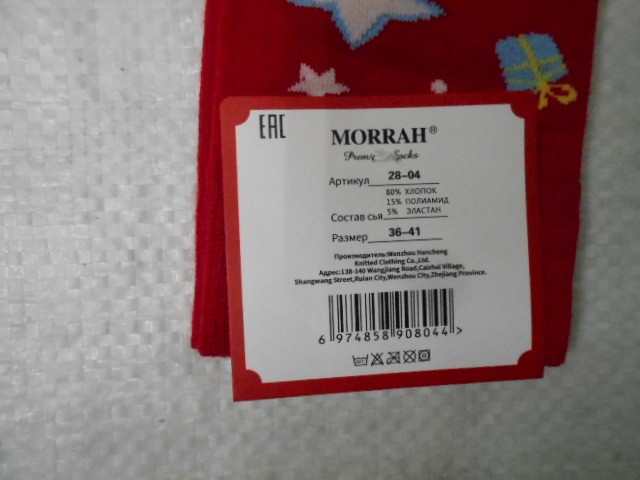 EAC
MORRAH®
Socks
Артикул 28-04
80% ХЛОПОК
15% ПОЛИАМИД
Состав сья 5% ЭЛАСТАН
Размер 36-41
Производитель:Wenzhou Hancheng
Knitted Clothing Co.,Ltd.
Адрес:138-140 Wangjiang Road,Caizhai Village,
Shangwang Street,Ruian City,Wenzhou City,Zhejiang Province.
6 974858 908044 >